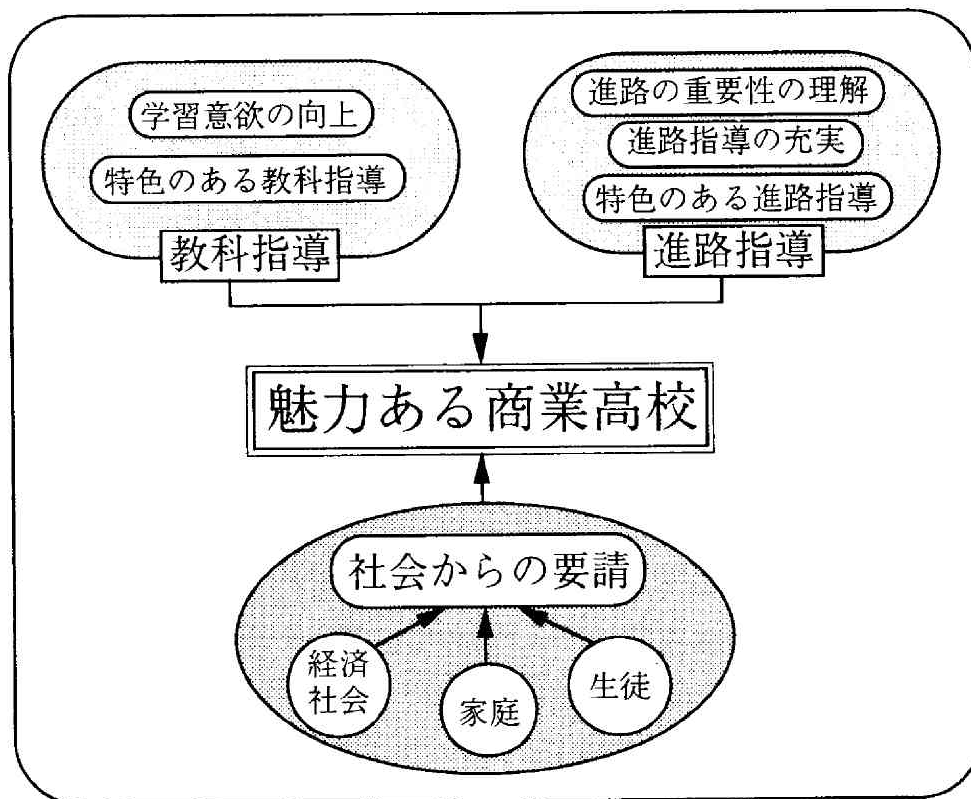 学習意欲の向上
特色のある教科指導
教科指導
進路の重要性の理解
進路指導の充実
特色のある進路指導
進路指導
魅力ある商業高校
社会からの要請
経済
社会
家庭
生徒